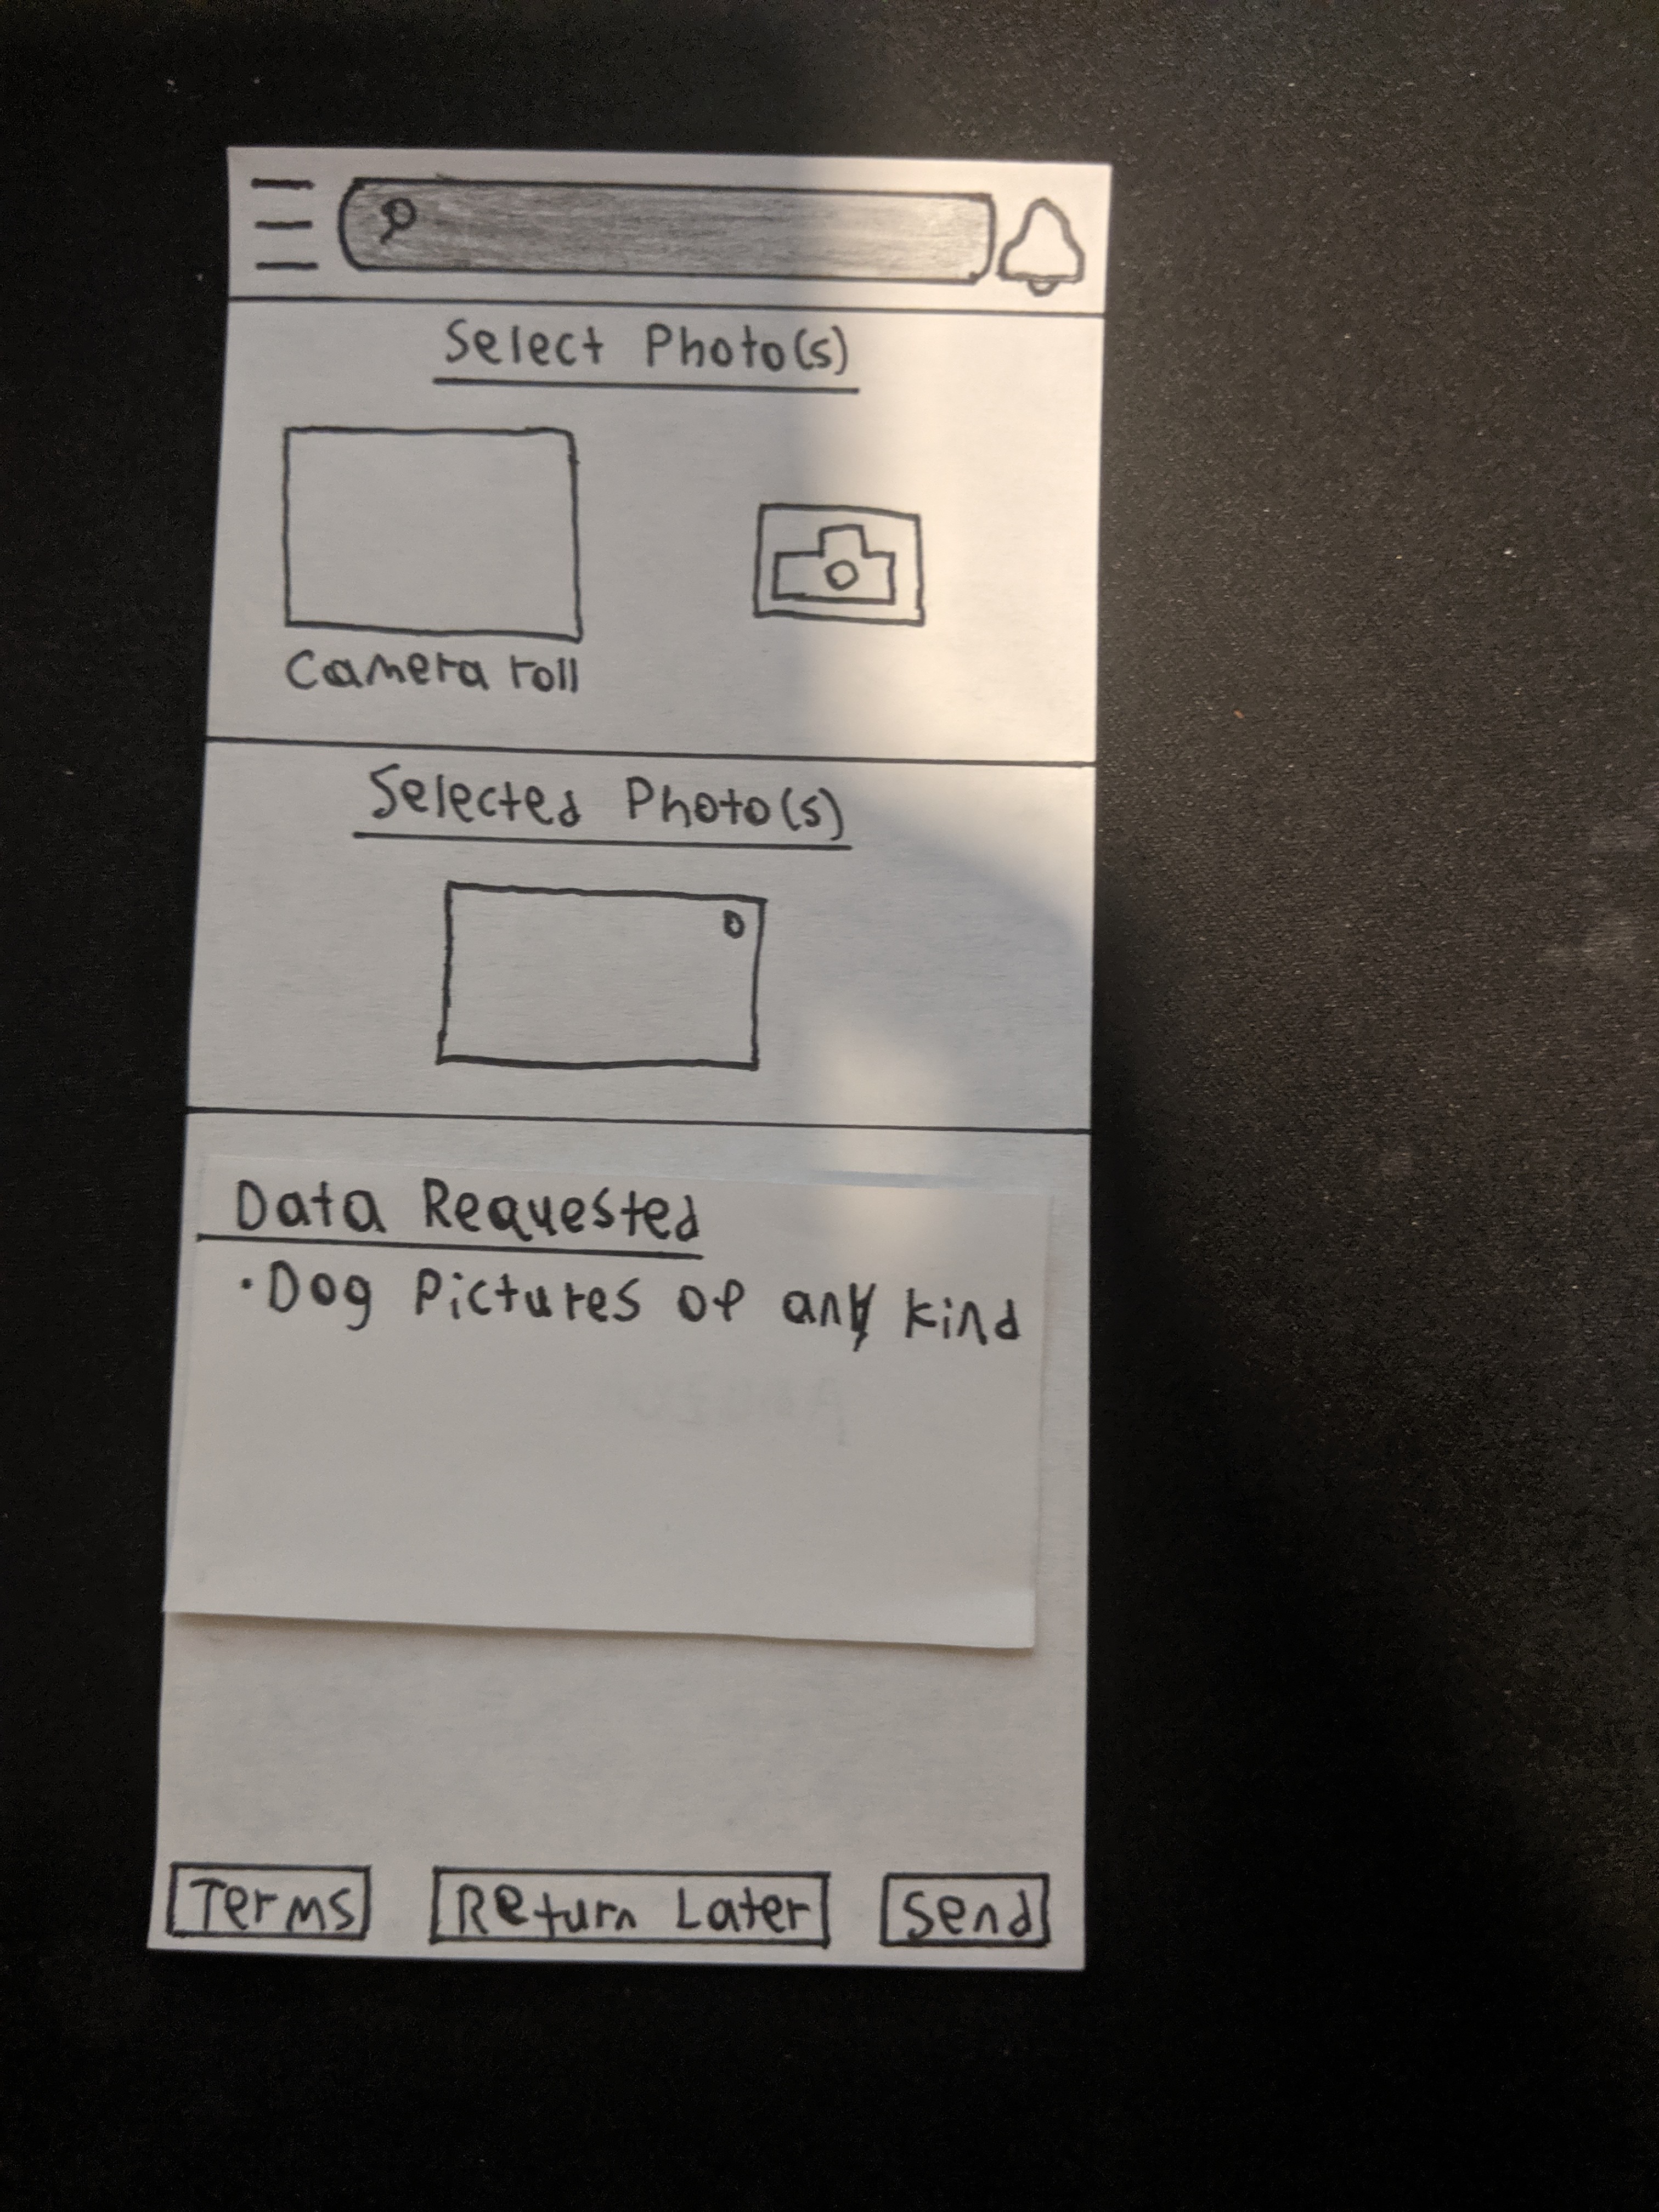 Select Photo(s)
Camera roll
Selected Photo(s)
Data Requested
• Dog Pictures of any kind
Terms
Return Later
Send